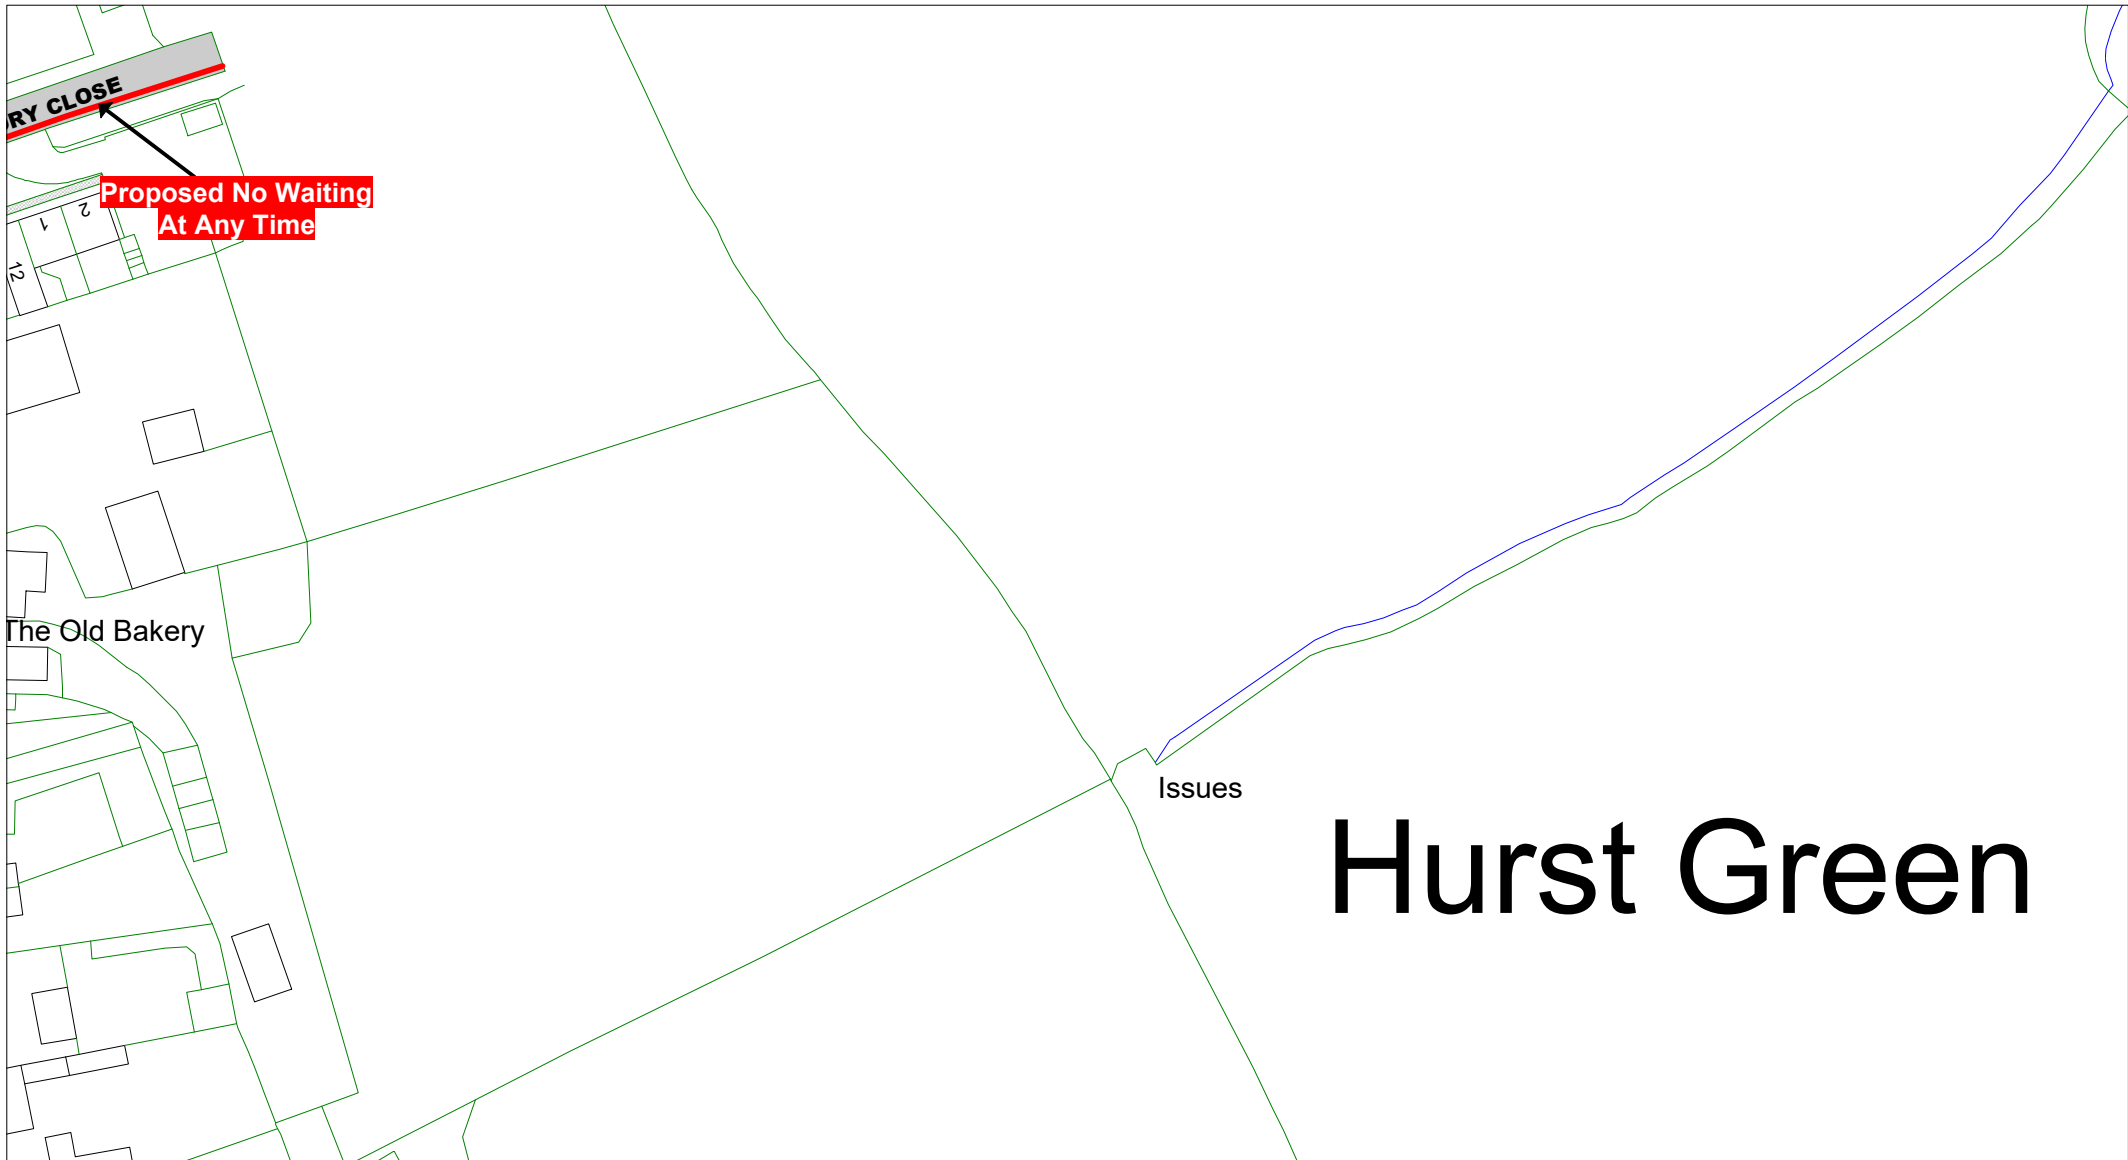 RY CLOSE
Proposed No Waiting
At Any Time
1
2
12
The Old Bakery
Issues
Hurst Green